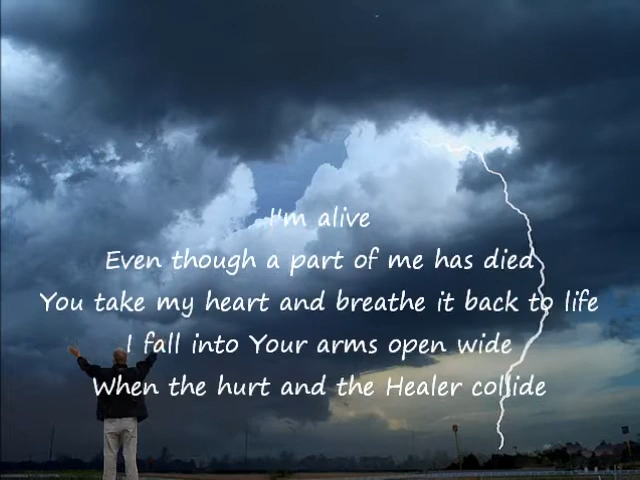 I'm alive
Even though a part of me has died
You take my heart and breathe it back to life
I fall into Your arms open wide
When the hurt and the Healer collide